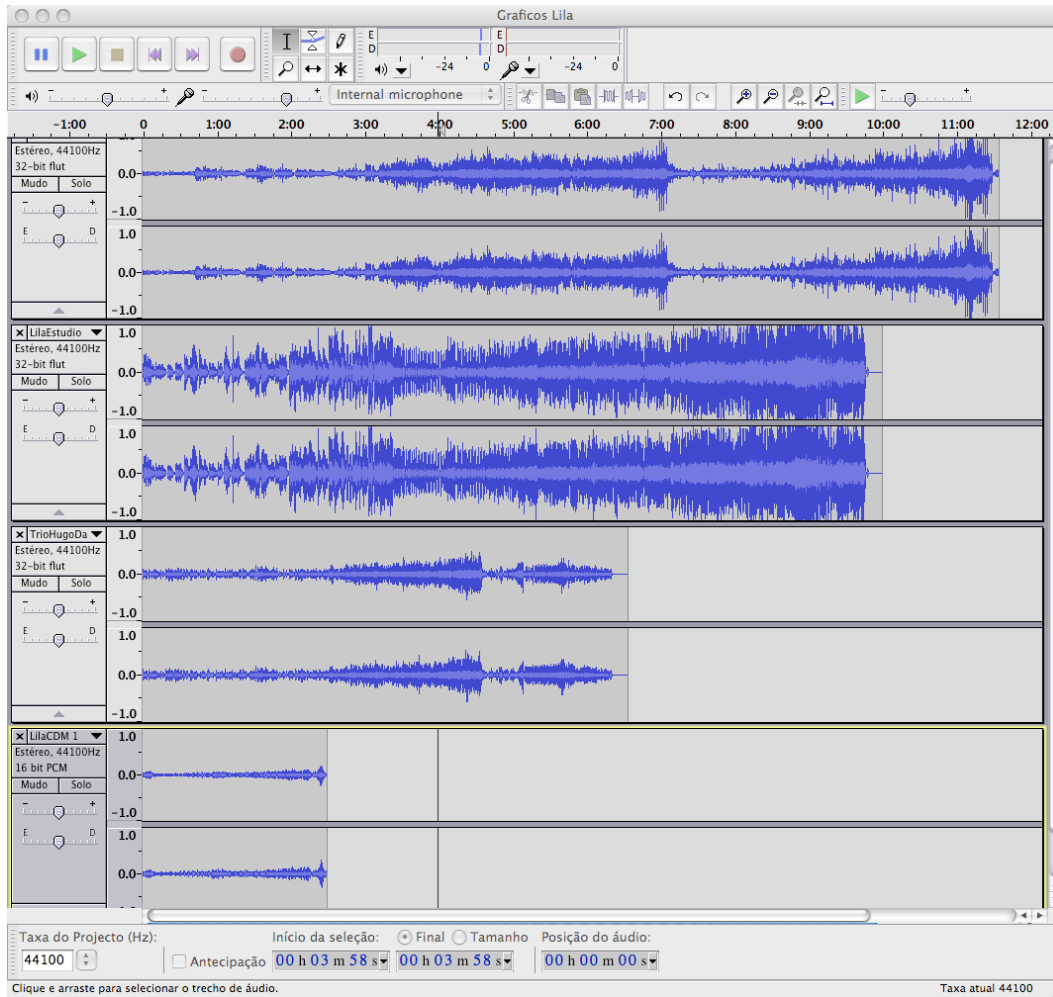 Graficos Lila
E
D
-24 0
E
D
-24 0
- + - + Internal microphone - +
-1:00 0 1:00 2:00 3:00 4:00 5:00 6:00 7:00 8:00 9:00 10:00 11:00 12:00
Estéreo, 44100Hz
32-bit flut
Mudo Solo
- +
E D
0.0
-1.0
1.0
0.0
-1.0
× LilaEstudio
Estéreo, 44100Hz
32-bit flut
Mudo Solo
- +
E D
1.0
0.0
-1.0
1.0
0.0
-1.0
× TrioHugoDa
Estéreo, 44100Hz
32-bit flut
Mudo Solo
- +
E D
1.0
0.0
-1.0
1.0
0.0
-1.0
× LilaCDM 1
Estéreo, 44100Hz
16 bit PCM
Mudo Solo
- +
E D
1.0
0.0
-1.0
1.0
0.0
Taxa do Projecto (Hz): Início da seleção: Final Tamanho Posição do áudio:
44100 Antecipação 00 h 03 m 58 s 00 h 03 m 58 s 00 h 00 m 00 s
Clique e arraste para selecionar o trecho de áudio. Taxa atual 44100